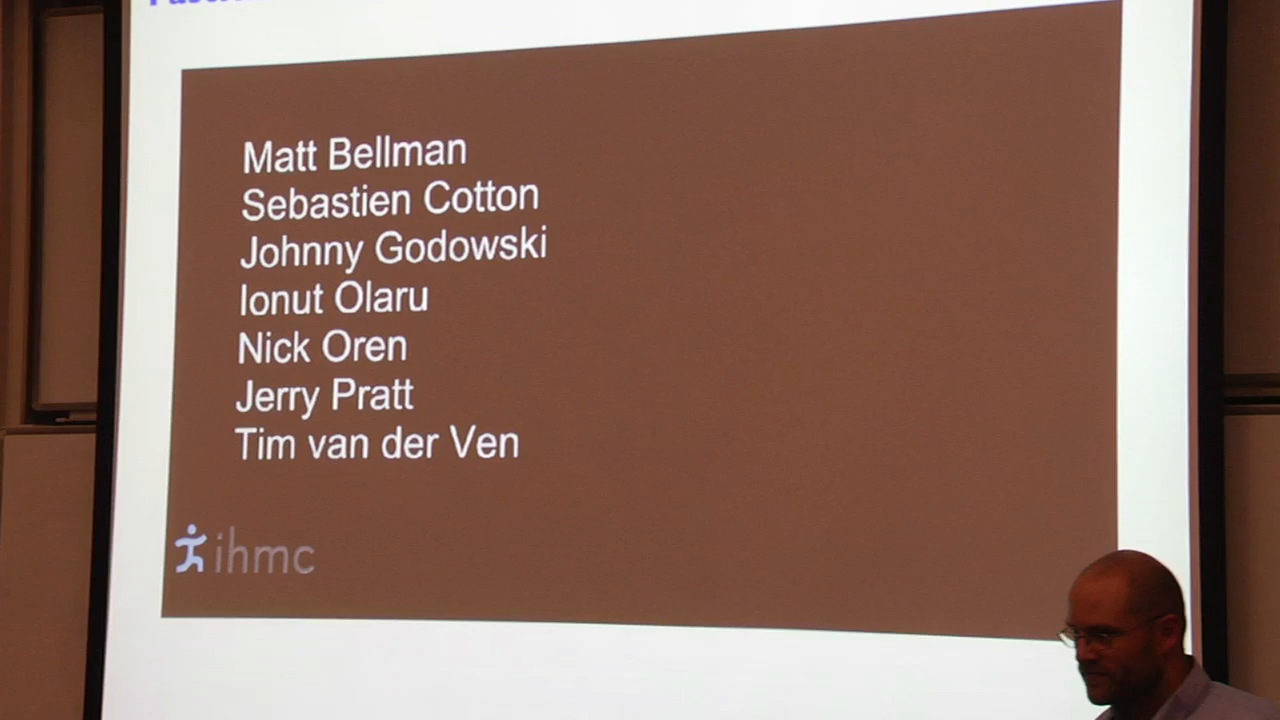 Matt Bellman
Sebastien Cotton
Johnny Godowski
Ionut Olaru
Nick Oren
Jerry Pratt
Tim van der Ven
ihmc